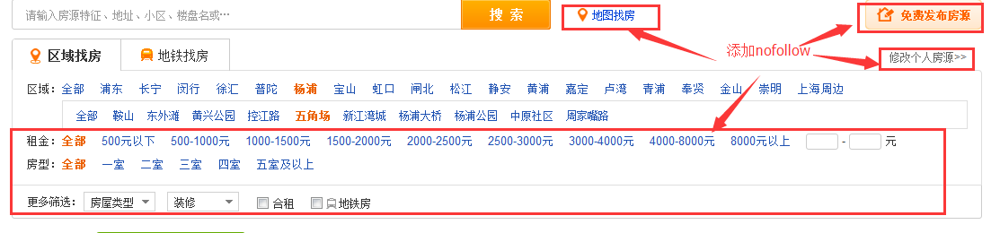 请输入房源特征、地址、小区、楼盘名或… 搜 索 地图找房 免费发布房源
添加nofollow
区域找房 地铁找房 修改个人房源>>
区域: 全部 浦东 长宁 闵行 徐汇 普陀 杨浦 宝山 虹口 闸北 松江 静安 黄浦 嘉定 卢湾 青浦 奉贤 金山 崇明 上海周边
全部 鞍山 东外滩 黄兴公园 控江路 五角场 新江湾城 杨浦大桥 杨浦公园 中原社区 周家嘴路
租金: 全部 500元以下 500-1000元 1000-1500元 1500-2000元 2000-2500元 2500-3000元 3000-4000元 4000-8000元 8000元以上 - 元
房型: 全部 一室 二室 三室 四室 五室及以上
更多筛选: 房屋类型 装修 合租 地铁房